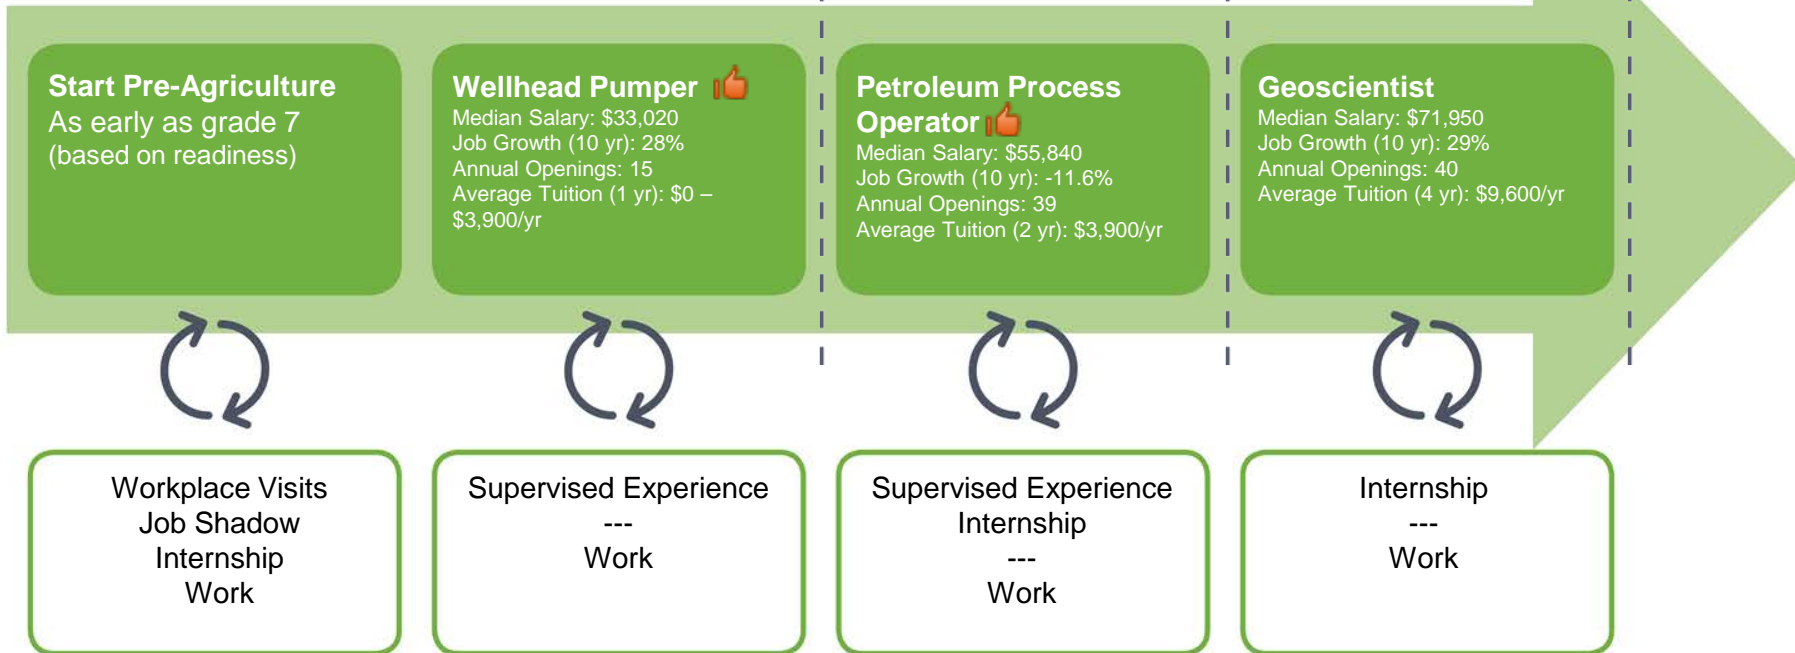 Start Pre-Agriculture
As early as grade 7
(based on readiness)
Wellhead Pumper
Median Salary: $33,020
Job Growth (10 yr): 28%
Annual Openings: 15
Average Tuition (1 yr): $0 –
$3,900/yr
Petroleum Process
Operator
Median Salary: $55,840
Job Growth (10 yr): -11.6%
Annual Openings: 39
Average Tuition (2 yr): $3,900/yr
Geoscientist
Median Salary: $71,950
Job Growth (10 yr): 29%
Annual Openings: 40
Average Tuition (4 yr): $9,600/yr
Workplace Visits
Job Shadow
Internship
Work
Supervised Experience
---
Work
Supervised Experience
Internship
---
Work
Internship
---
Work